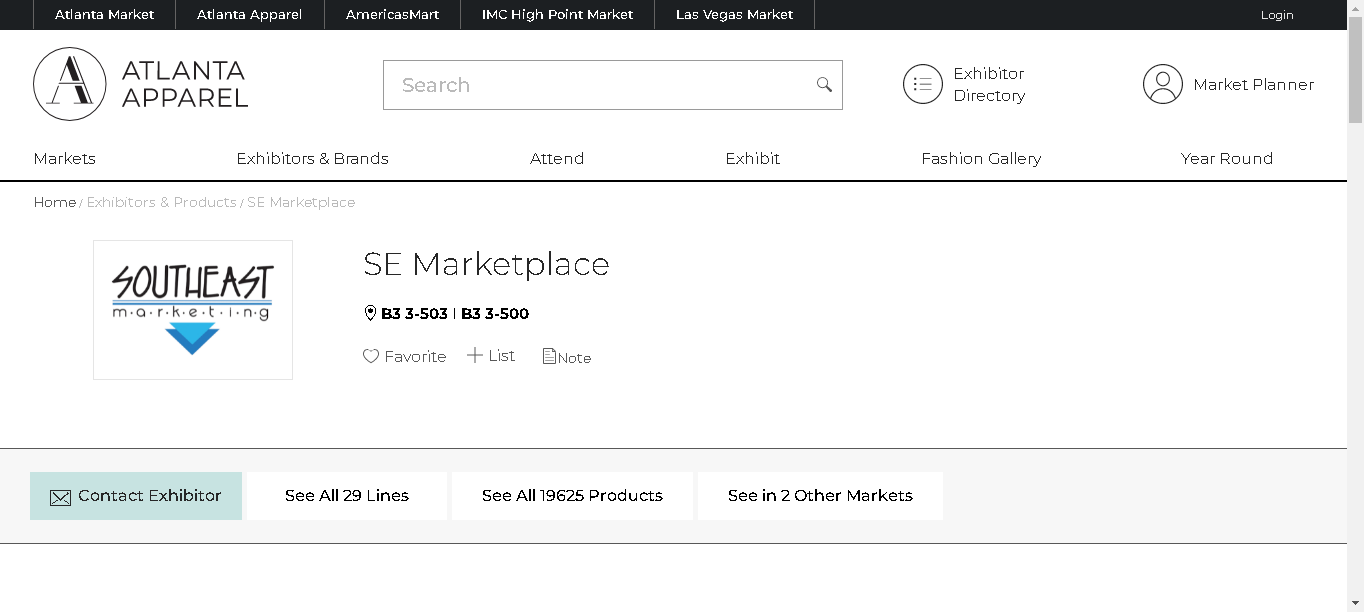 Atlanta Market
Atlanta Apparel
AmericasMart
IMC High Point Market
Las Vegas Market
Login
ATLANTA
APPAREL
Search
Exhibitor
Directory
Market Planner
Markets
Exhibitors & Brands
Attend
Exhibit
Fashion Gallery
Year Round
Home / Exhibitors & Products / SE Marketplace
SOUTHEAST
m·a·r·k·e·t·i·n·g
SE Marketplace
B3 3-503 | B3 3-500
Favorite
List
Note
Contact Exhibitor
See All 29 Lines
See All 19625 Products
See in 2 Other Markets